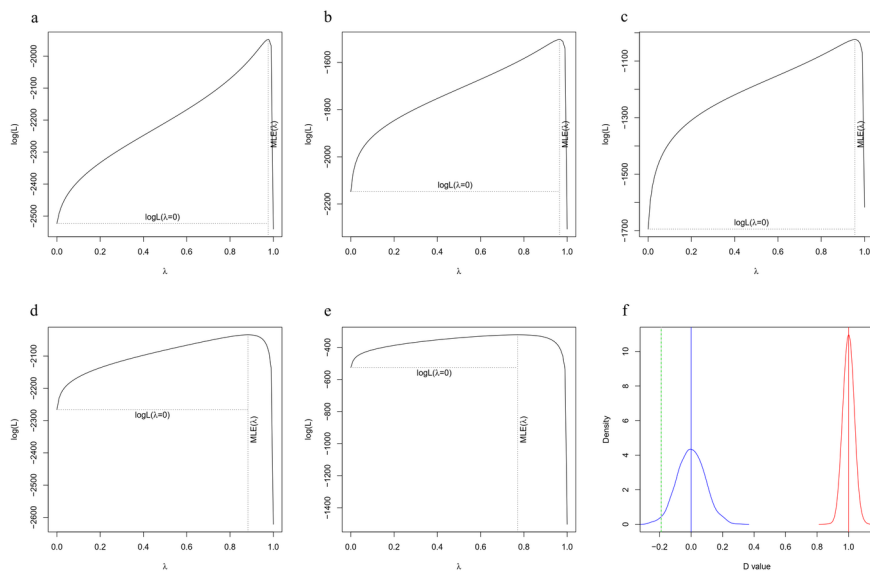 a
−2000
−2100
−2200
−2300
−2400
−2500
log(L)
logL(λ=0)
MLE(λ)
0.0 0.2 0.4 0.6 0.8 1.0
λ
b
−1600
−1800
−2000
−2200
log(L)
logL(λ=0)
MLE(λ)
0.0 0.2 0.4 0.6 0.8 1.0
λ
c
−1100
−1300
−1500
−1700
log(L)
logL(λ=0)
MLE(λ)
0.0 0.2 0.4 0.6 0.8 1.0
λ
d
−2100
−2200
−2300
−2400
−2500
−2600
log(L)
logL(λ=0)
MLE(λ)
0.0 0.2 0.4 0.6 0.8 1.0
λ
e
−400
−600
−800
−1000
−1200
−1400
log(L)
logL(λ=0)
MLE(λ)
0.0 0.2 0.4 0.6 0.8 1.0
λ
f
10
8
6
4
2
0
Density
−0.2 0.0 0.2 0.4 0.6 0.8 1.0
D value